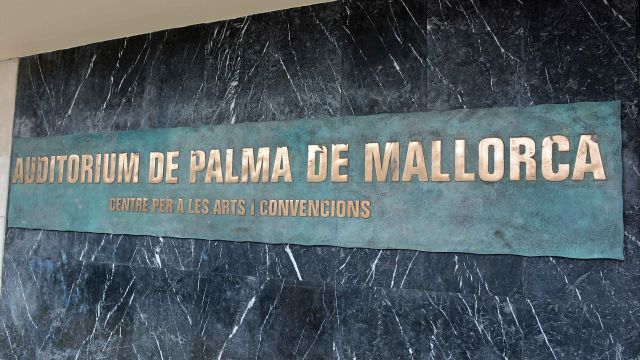 AUDITORIUM DE PALMA DE MALLORCA
CENTRE PER A LES ARTS I CONVENCIONS